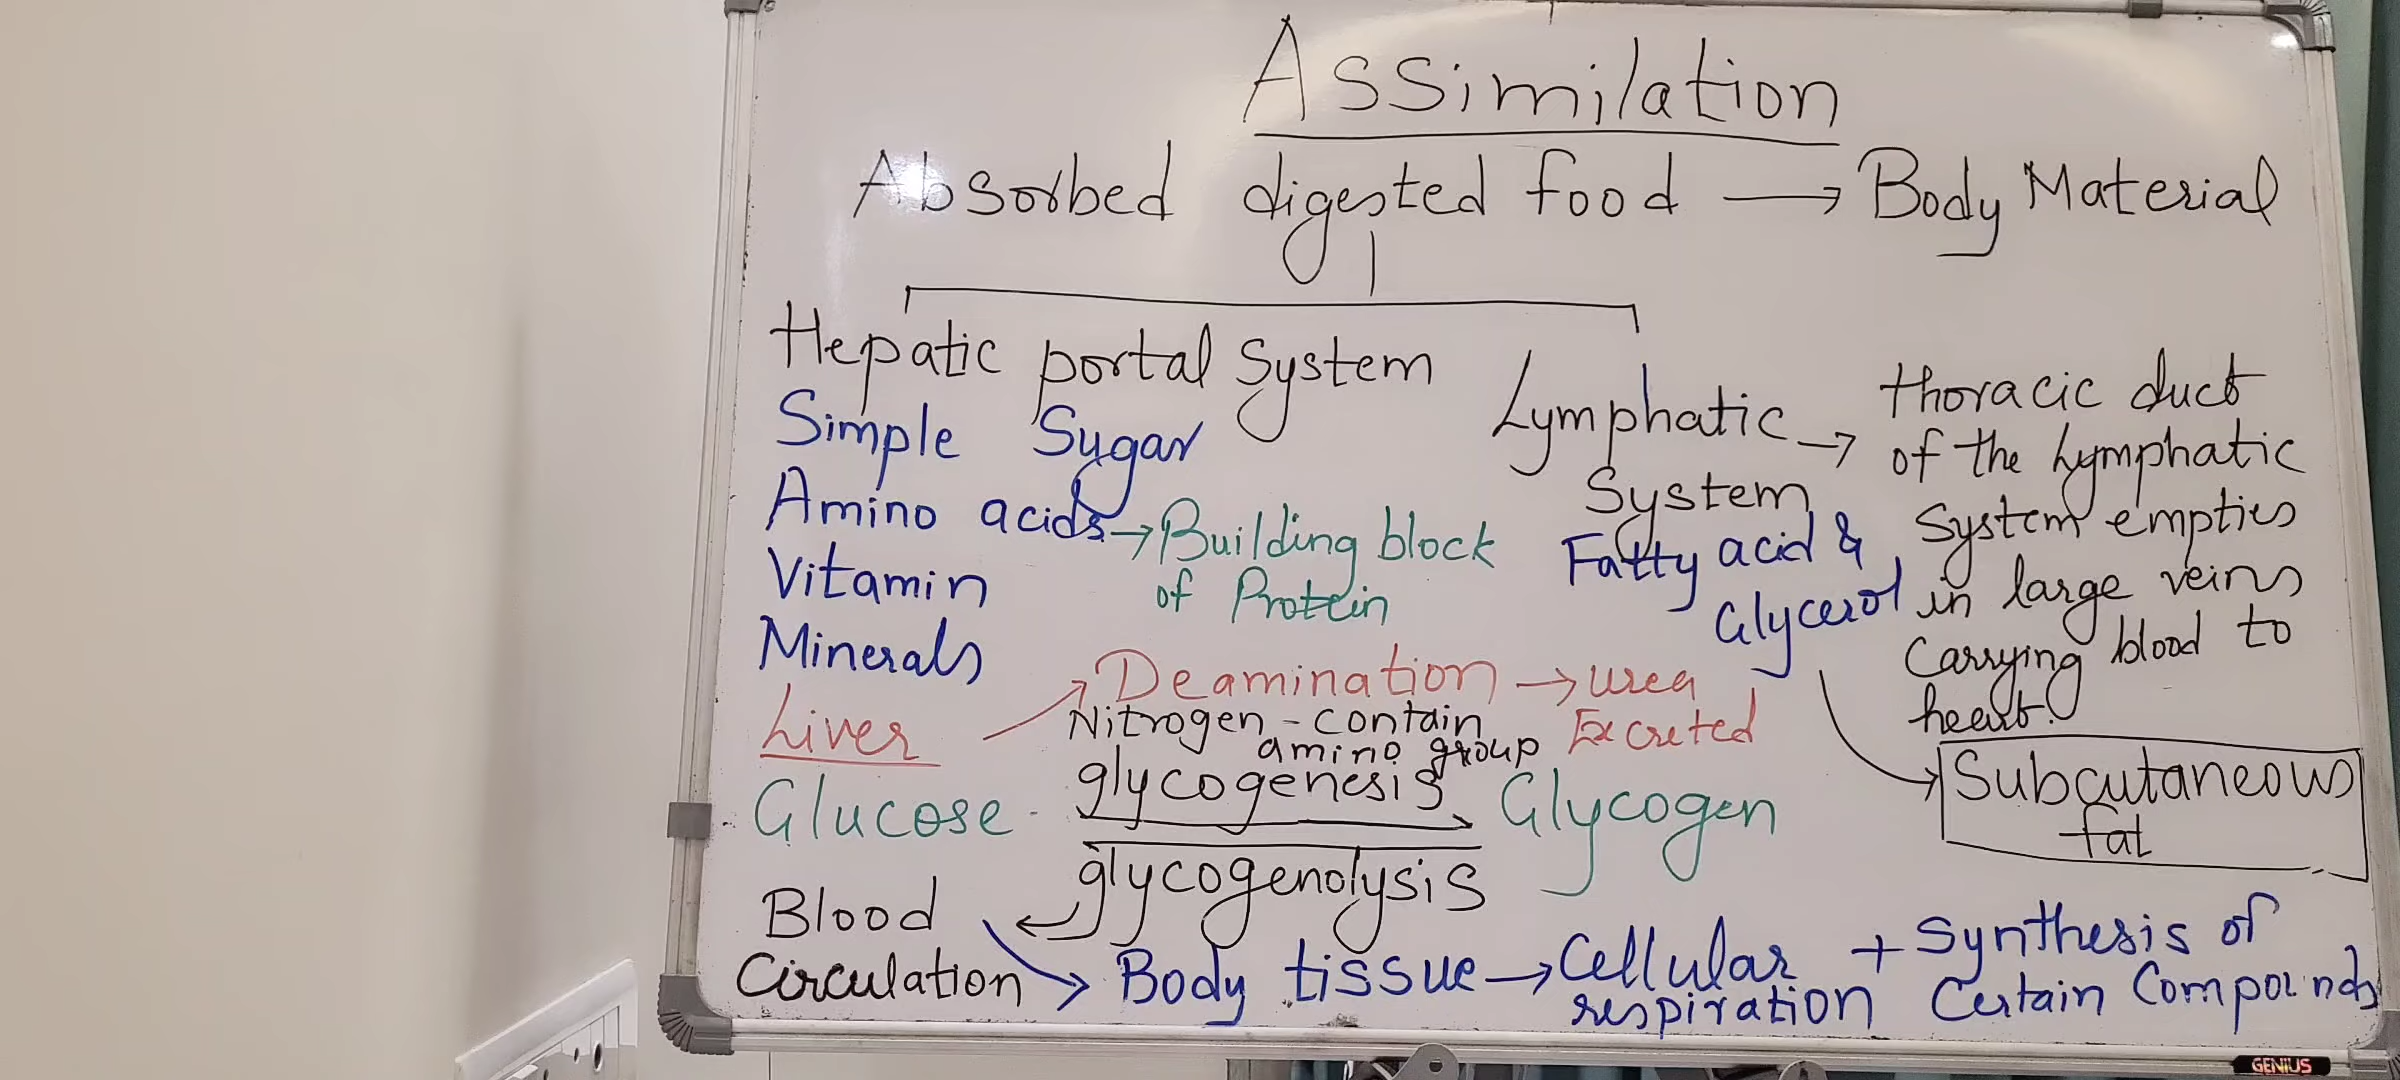 Assimilation
Absorbed digested food → Body Material
Hepatic portal System
Simple Sugar
Amino acids → Building block
of Protein
Vitamin
Minerals
Lymphatic →
System
Fatty acid &
Glycerol
thoracic duct
of the lymphatic
System empties
in large veins
Carrying blood to
heart.
Subcutaneous
fat
Liver → Deamination → urea
Excreted
Nitrogen - contain
amino group
Glucose glycogenesis → Glycogen
glycogenolysis
Blood
Circulation → Body tissue → Cellular
respiration
+ Synthesis of
Certain Compounds
GENIUS